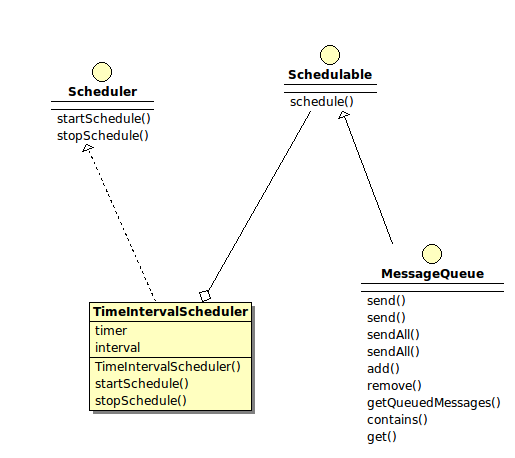 Scheduler
startSchedule()
stopSchedule()
Schedulable
schedule()
TimeIntervalScheduler
timer
interval
TimeIntervalScheduler()
startSchedule()
stopSchedule()
MessageQueue
send()
send()
sendAll()
sendAll()
add()
remove()
getQueuedMessages()
contains()
get()